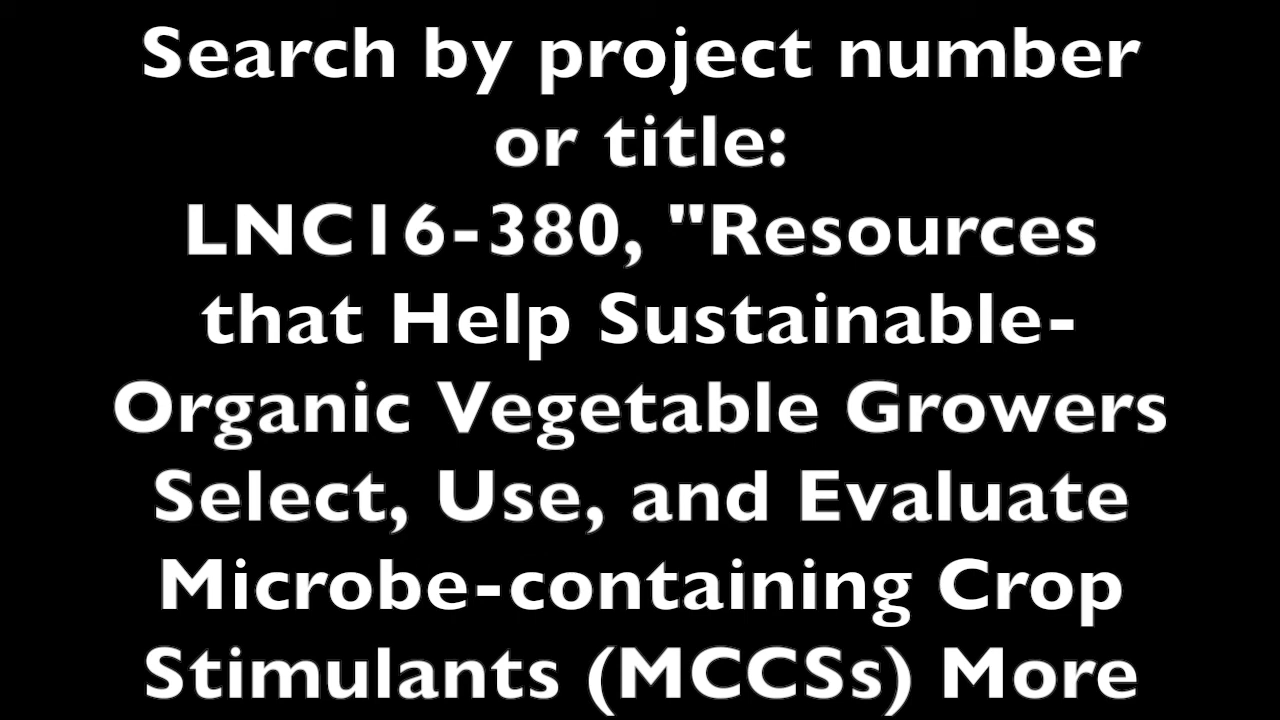 Search by project number
or title:
LNC16-380, "Resources
that Help Sustainable-
Organic Vegetable Growers
Select, Use, and Evaluate
Microbe-containing Crop
Stimulants (MCCSs) More